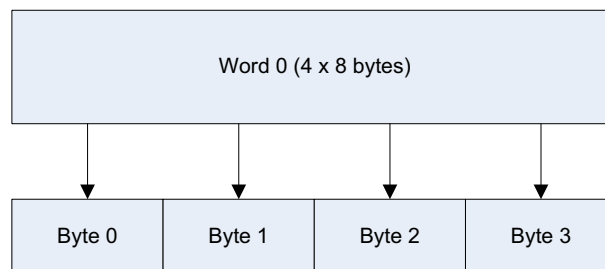 Word 0 (4 x 8 bytes)
Byte 0
Byte 1
Byte 2
Byte 3